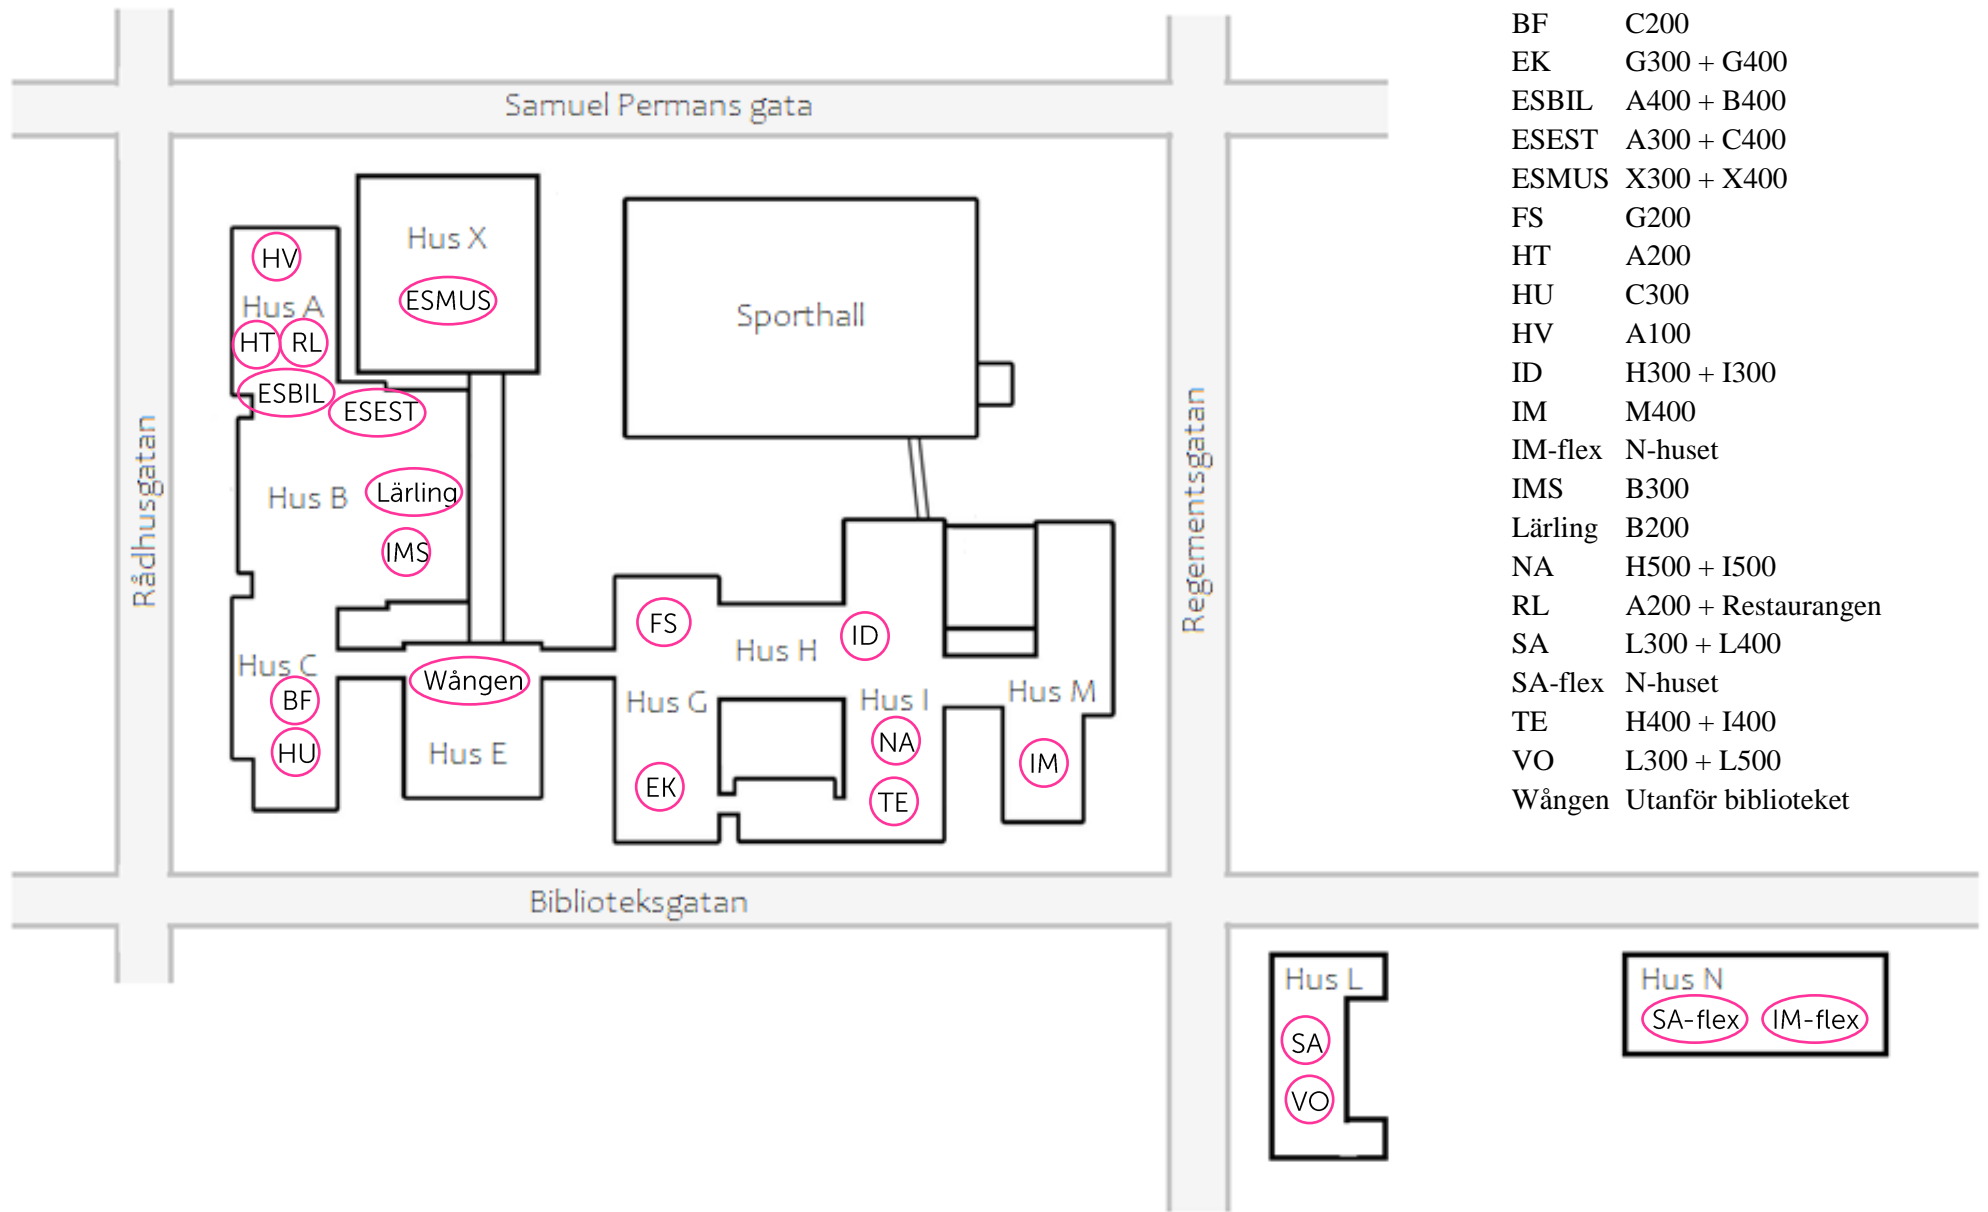 Samuel Permans gata
Rådhusgatan
Regementsgatan
Biblioteksgatan
Hus X
ESMUS
HV
Hus A
HT
RL
ESBIL
ESEST
Hus B
Lärling
IMS
Sporthall
Hus C
BF
HU
Wången
Hus E
FS
Hus G
EK
Hus H
ID
Hus I
NA
TE
Hus M
IM
Hus L
SA
VO
Hus N
SA-flex
IM-flex
BF C200
EK G300 + G400
ESBIL A400 + B400
ESEST A300 + C400
ESMUS X300 + X400
FS G200
HT A200
HU C300
HV A100
ID H300 + I300
IM M400
IM-flex N-huset
IMS B300
Lärling B200
NA H500 + I500
RL A200 + Restaurangen
SA L300 + L400
SA-flex N-huset
TE H400 + I400
VO L300 + L500
Wången Utanför biblioteket